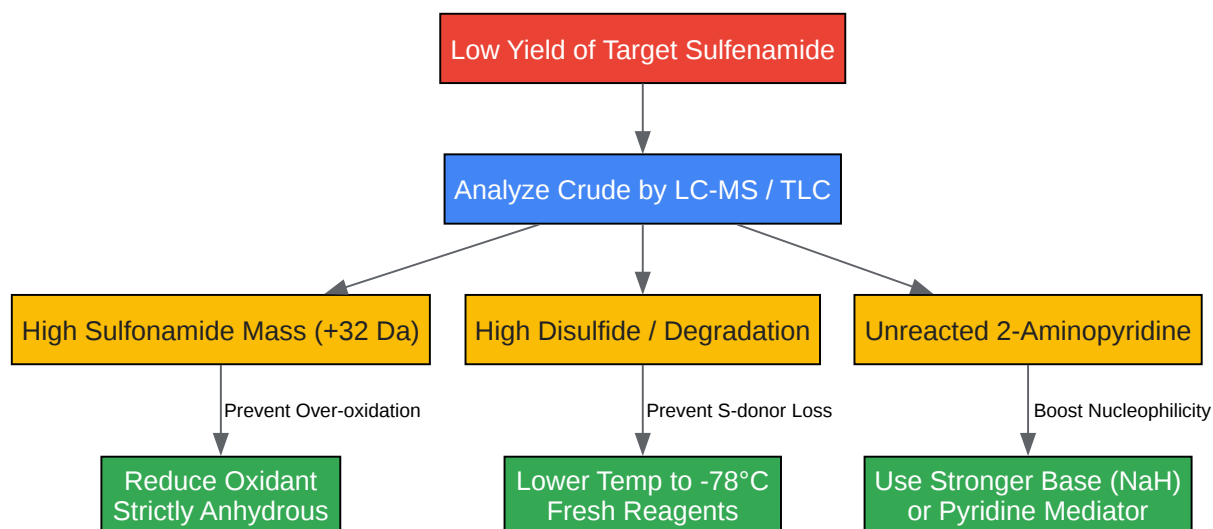 Low Yield of Target Sulfenamide
Analyze Crude by LC-MS / TLC
High Sulfonamide Mass (+32 Da)
High Disulfide / Degradation
Unreacted 2-Aminopyridine
Prevent Over-oxidation
Prevent S-donor Loss
Boost Nucleophilicity
Reduce Oxidant
Strictly Anhydrous
Lower Temp to -78°C
Fresh Reagents
Use Stronger Base (NaH)
or Pyridine Mediator